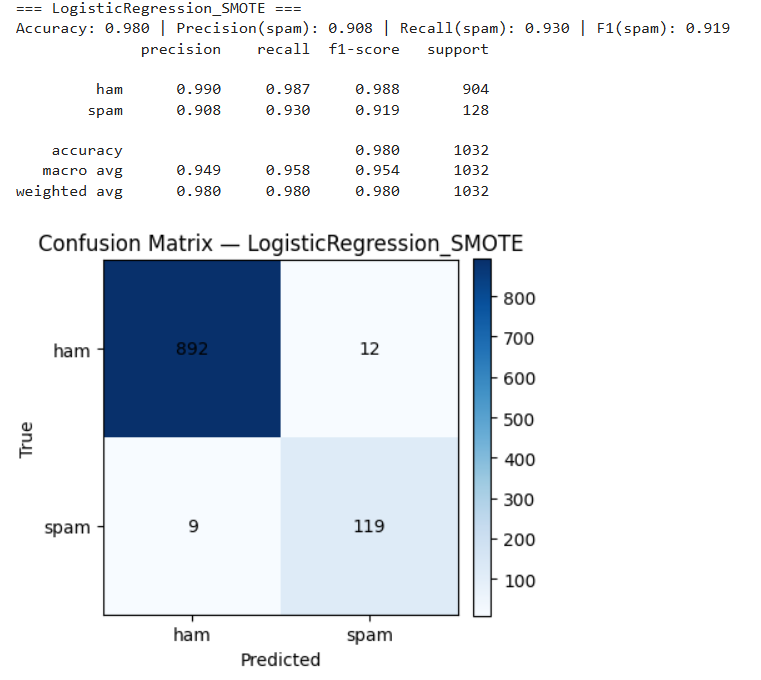 === LogisticRegression_SMOTE ===
Accuracy: 0.980 | Precision(spam): 0.908 | Recall(spam): 0.930 | F1(spam): 0.919
precision recall f1-score support
ham 0.990 0.987 0.988 904
spam 0.908 0.930 0.919 128
accuracy 0.980 1032
macro avg 0.949 0.958 0.954 1032
weighted avg 0.980 0.980 0.980 1032
Confusion Matrix — LogisticRegression_SMOTE
800
700
600
500
400
300
200
100
True
ham 892 12
spam 9 119
ham spam
Predicted